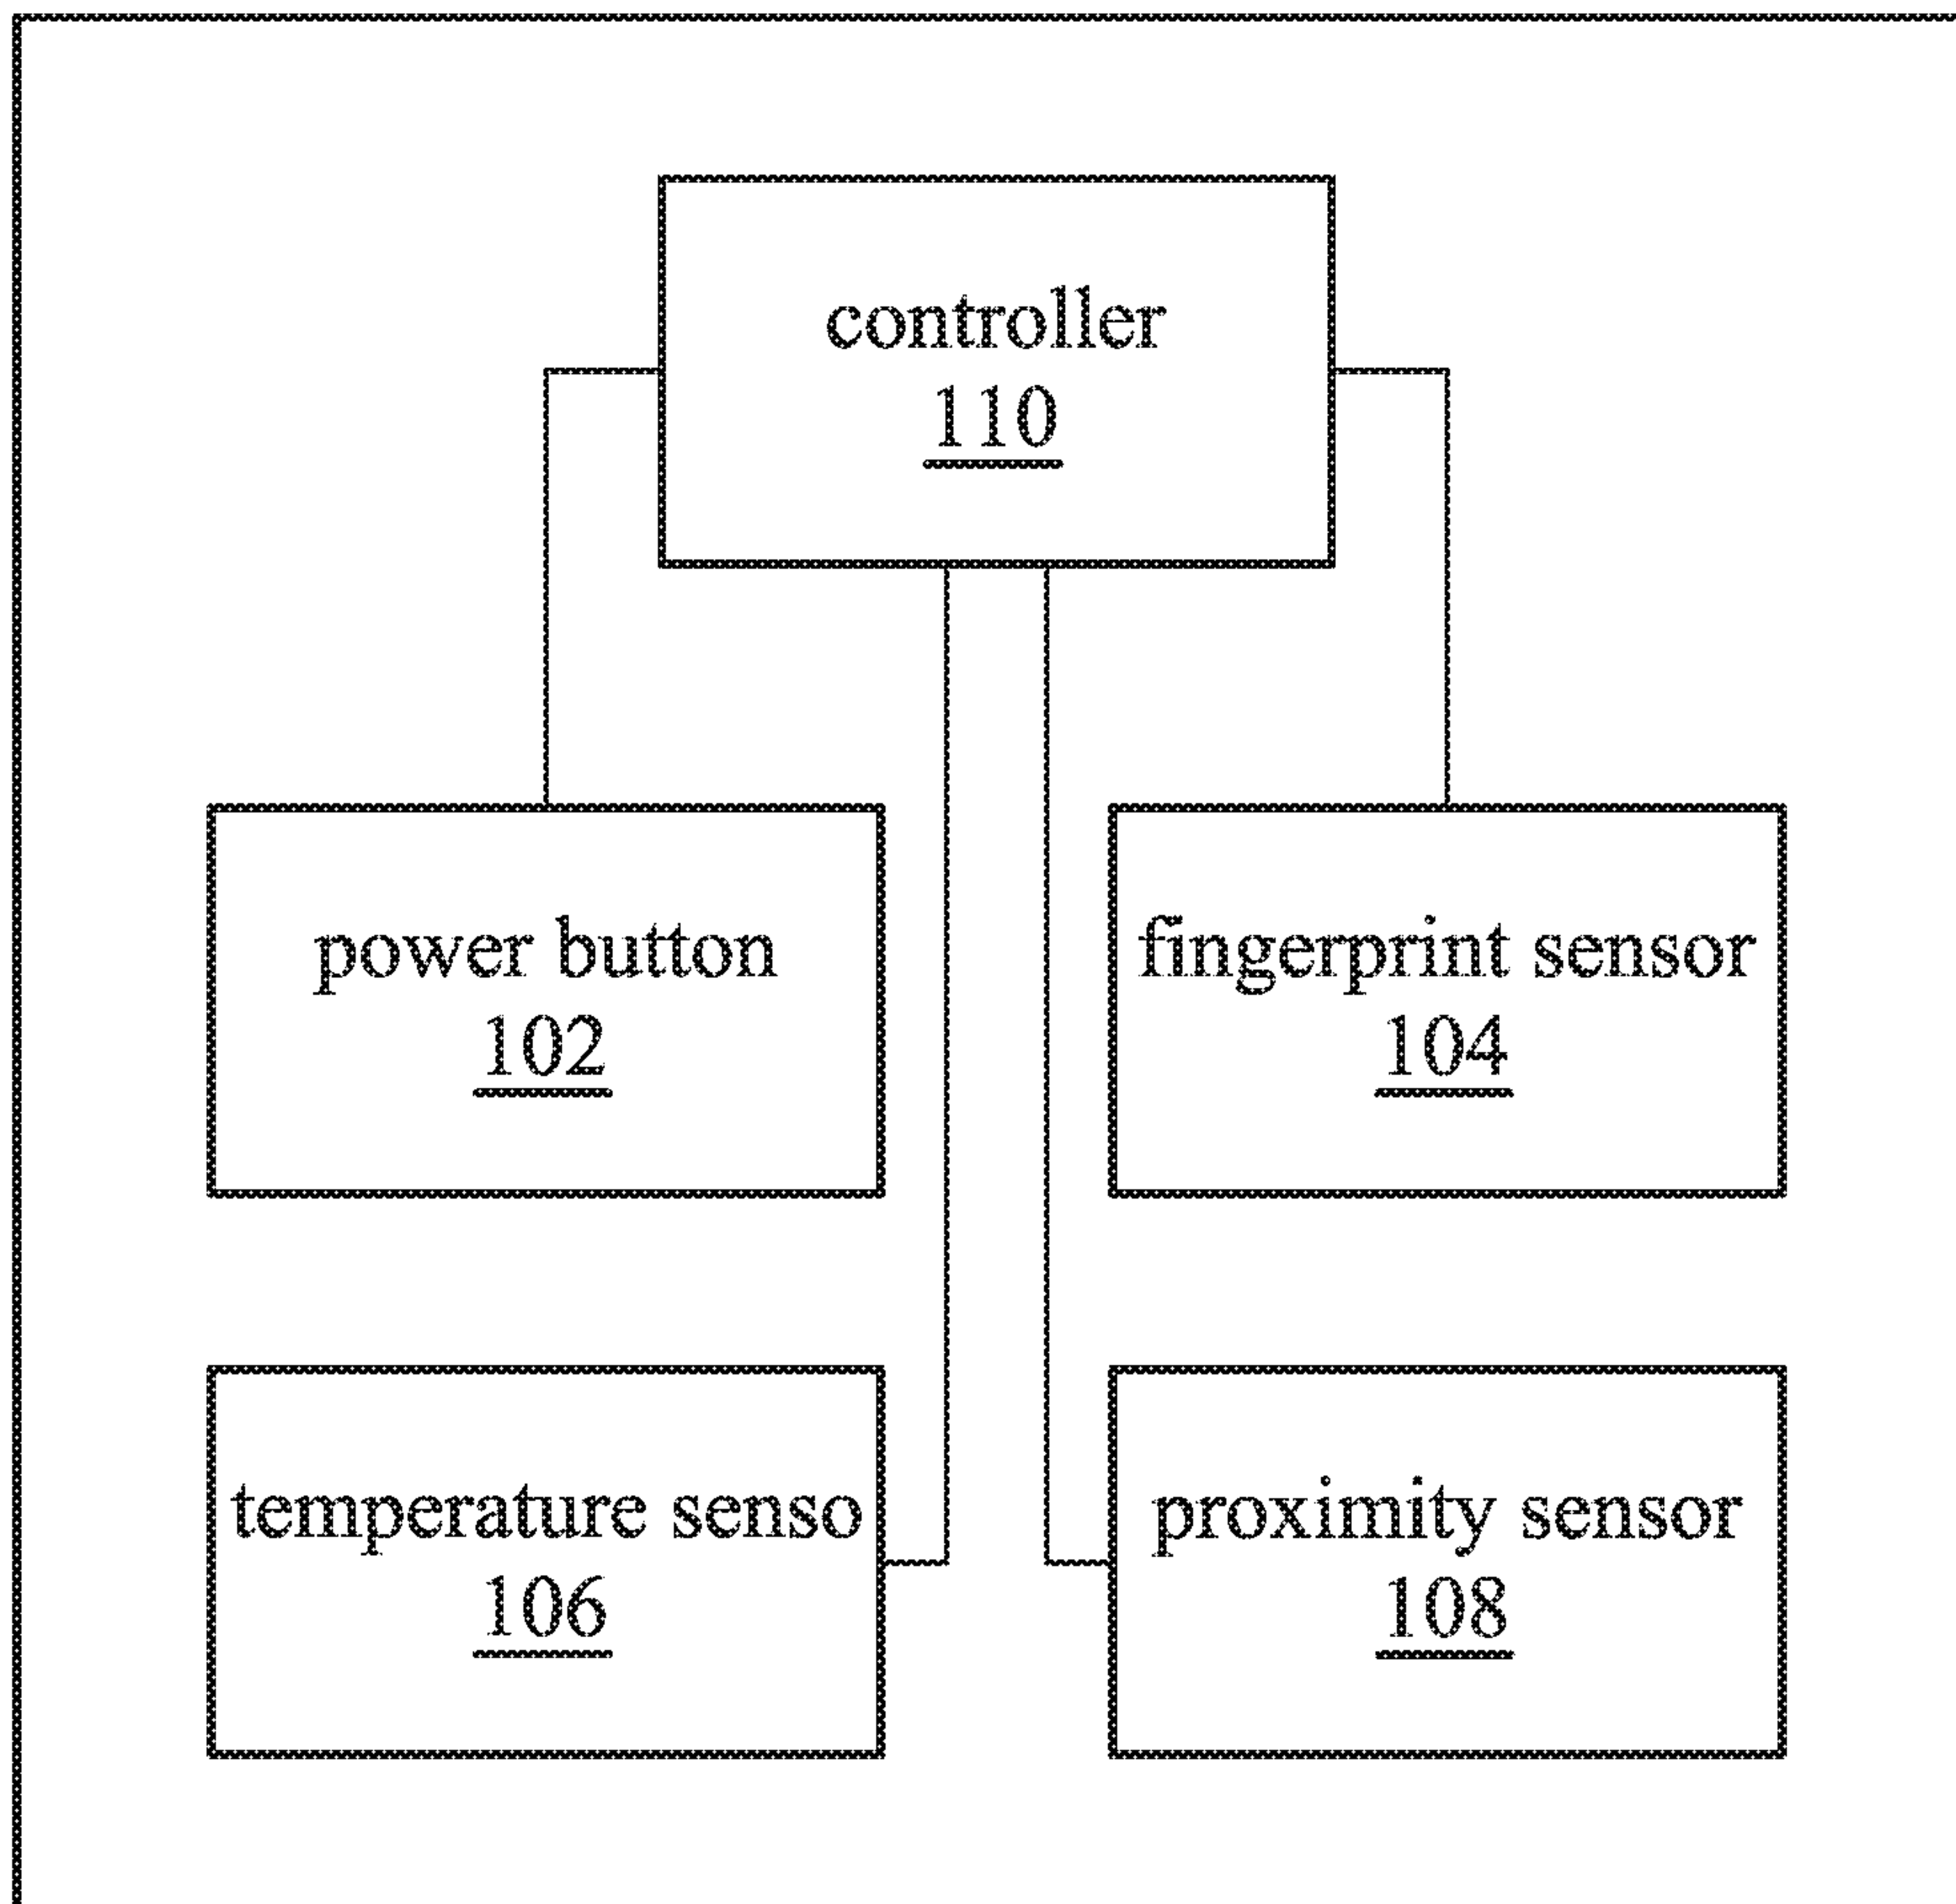 controller
110
power button
102
fingerprint sensor
104
temperature senso
106
proximity sensor
108